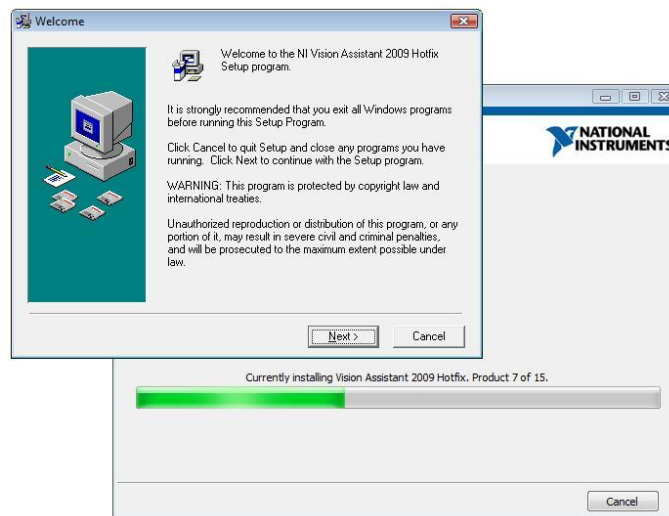 Welcome
Welcome to the NI Vision Assistant 2009 Hotfix
Setup program.
It is strongly recommended that you exit all Windows programs
before running this Setup Program.
Click Cancel to quit Setup and close any programs you have
running. Click Next to continue with the Setup program.
WARNING: This program is protected by copyright law and
international treaties.
Unauthorized reproduction or distribution of this program, or any
portion of it, may result in severe civil and criminal penalties,
and will be prosecuted to the maximum extent possible under
law.
Next >
Cancel
NATIONAL
INSTRUMENTS
Currently installing Vision Assistant 2009 Hotfix. Product 7 of 15.
Cancel